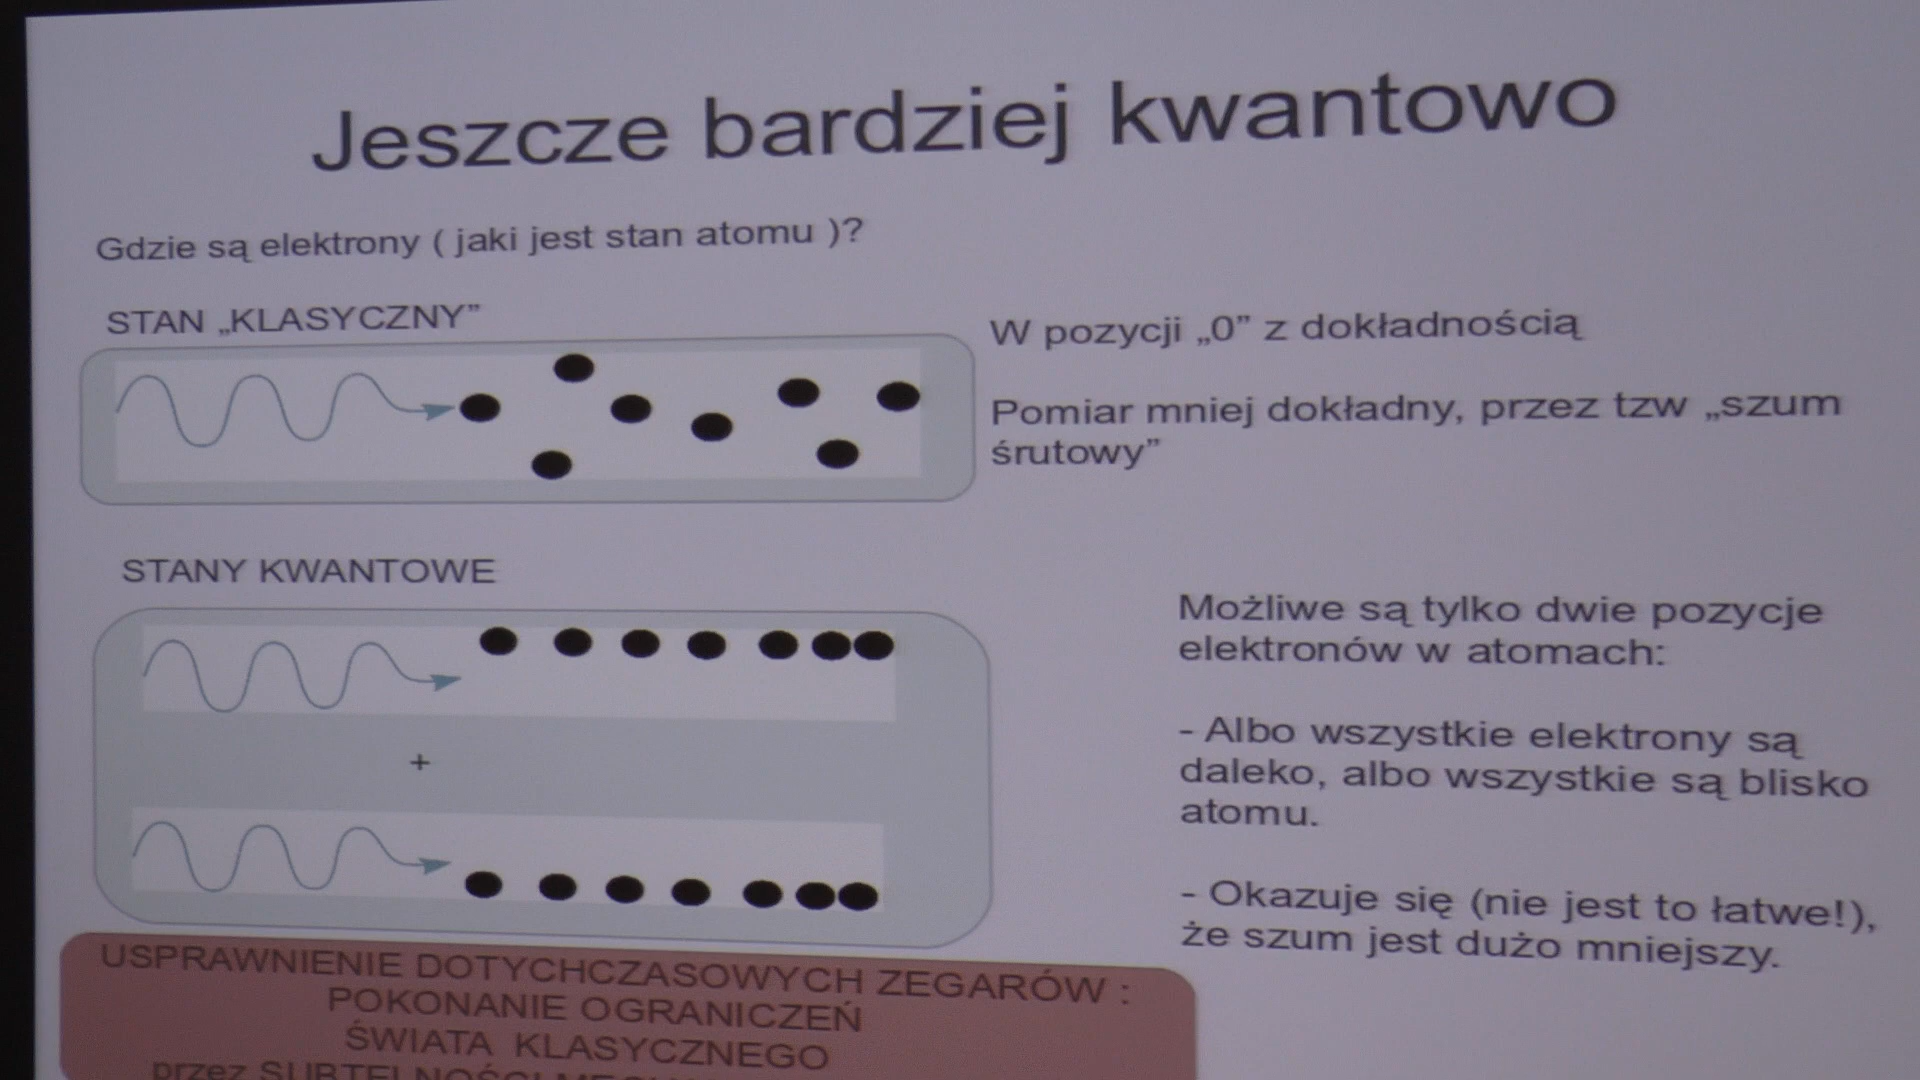 Jeszcze bardziej kwantowo
Gdzie są elektrony ( jaki jest stan atomu )?
STAN „KLASYCZNY”
W pozycji „0” z dokładnością
Pomiar mniej dokładny, przez tzw „szum
śrutowy”
STANY KWANTOWE
+
Możliwe są tylko dwie pozycje
elektronów w atomach:
- Albo wszystkie elektrony są
daleko, albo wszystkie są blisko
atomu.
- Okazuje się (nie jest to łatwe!),
że szum jest dużo mniejszy.
USPRAWNIENIE DOTYCHCZASOWYCH ZEGARÓW :
POKONANIE OGRANICZEŃ
ŚWIATA KLASYCZNEGO
przez SUBTELNOŚCI